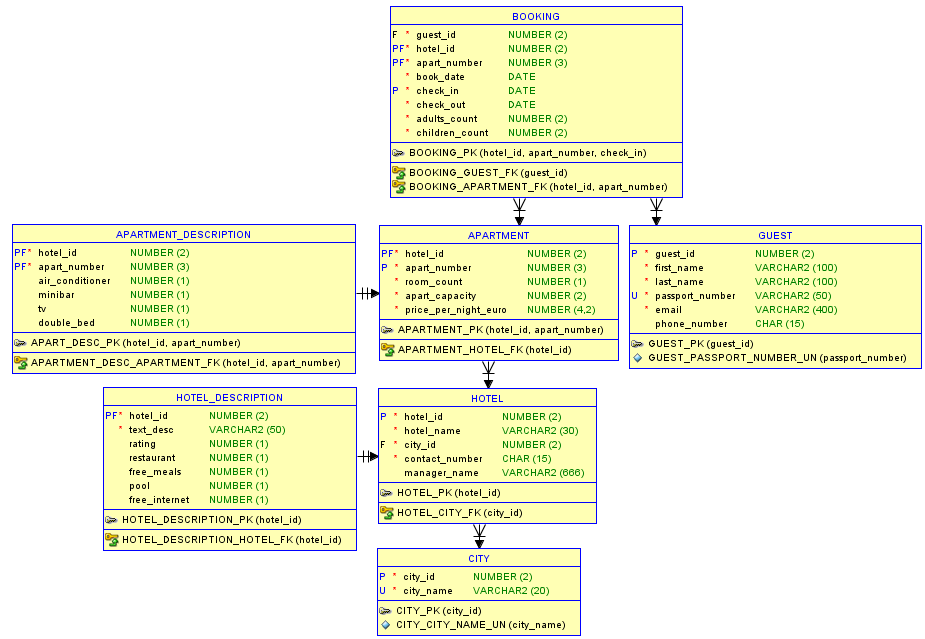 BOOKING
F * guest_id NUMBER (2)
PF* hotel_id NUMBER (2)
PF* apart_number NUMBER (3)
* book_date DATE
P * check_in DATE
* check_out DATE
* adults_count NUMBER (2)
* children_count NUMBER (2)
BOOKING_PK (hotel_id, apart_number, check_in)
BOOKING_GUEST_FK (guest_id)
BOOKING_APARTMENT_FK (hotel_id, apart_number)
APARTMENT_DESCRIPTION
PF* hotel_id NUMBER (2)
PF* apart_number NUMBER (3)
air_conditioner NUMBER (1)
minibar NUMBER (1)
tv NUMBER (1)
double_bed NUMBER (1)
APART_DESC_PK (hotel_id, apart_number)
APARTMENT_DESC_APARTMENT_FK (hotel_id, apart_number)
APARTMENT
PF* hotel_id NUMBER (2)
P * apart_number NUMBER (3)
* room_count NUMBER (1)
* apart_capacity NUMBER (2)
* price_per_night_euro NUMBER (4,2)
APARTMENT_PK (hotel_id, apart_number)
APARTMENT_HOTEL_FK (hotel_id)
GUEST
P * guest_id NUMBER (2)
* first_name VARCHAR2 (100)
* last_name VARCHAR2 (100)
U * passport_number VARCHAR2 (50)
* email VARCHAR2 (400)
phone_number CHAR (15)
GUEST_PK (guest_id)
GUEST_PASSPORT_NUMBER_UN (passport_number)
HOTEL_DESCRIPTION
PF* hotel_id NUMBER (2)
* text_desc VARCHAR2 (50)
rating NUMBER (1)
restaurant NUMBER (1)
free_meals NUMBER (1)
pool NUMBER (1)
free_internet NUMBER (1)
HOTEL_DESCRIPTION_PK (hotel_id)
HOTEL_DESCRIPTION_HOTEL_FK (hotel_id)
HOTEL
P * hotel_id NUMBER (2)
* hotel_name VARCHAR2 (30)
F * city_id NUMBER (2)
* contact_number CHAR (15)
manager_name VARCHAR2 (666)
HOTEL_PK (hotel_id)
HOTEL_CITY_FK (city_id)
CITY
P * city_id NUMBER (2)
U * city_name VARCHAR2 (20)
CITY_PK (city_id)
CITY_CITY_NAME_UN (city_name)